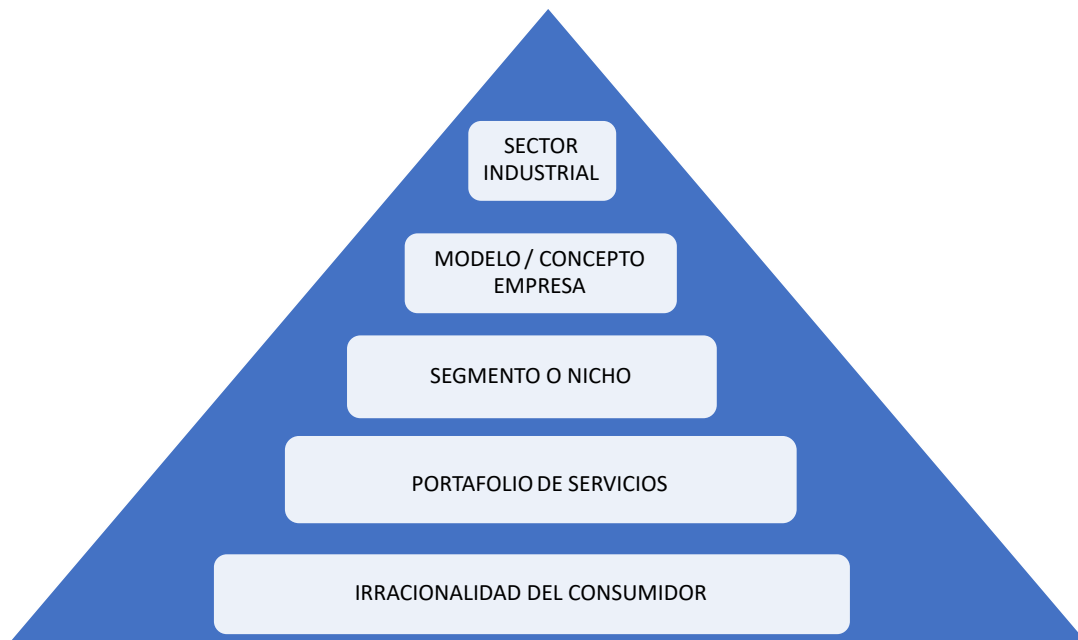 SECTOR
INDUSTRIAL
MODELO / CONCEPTO
EMPRESA
SEGMENTO O NICHO
PORTAFOLIO DE SERVICIOS
IRRACIONALIDAD DEL CONSUMIDOR